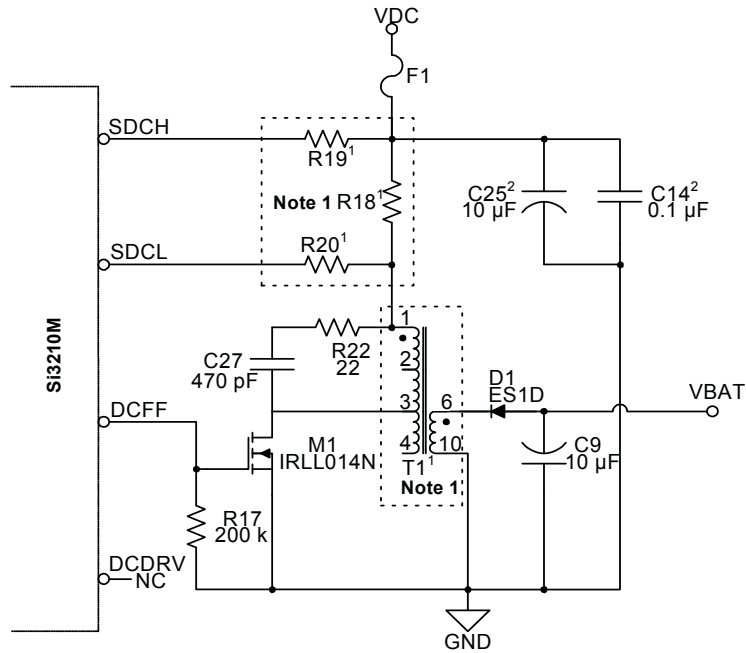 VDC
F1
SDCH
R19¹
Note 1 R18¹
C25²
10 µF
C14²
0.1 µF
R20¹
SDCL
Si3210M
1
R22
22
C27
470 pF
2
3
4
6
10
D1
ES1D
VBAT
DCFF
M1
IRLL014N
T1¹
Note 1
C9
10 µF
R17
200 k
DCDRV
NC
GND